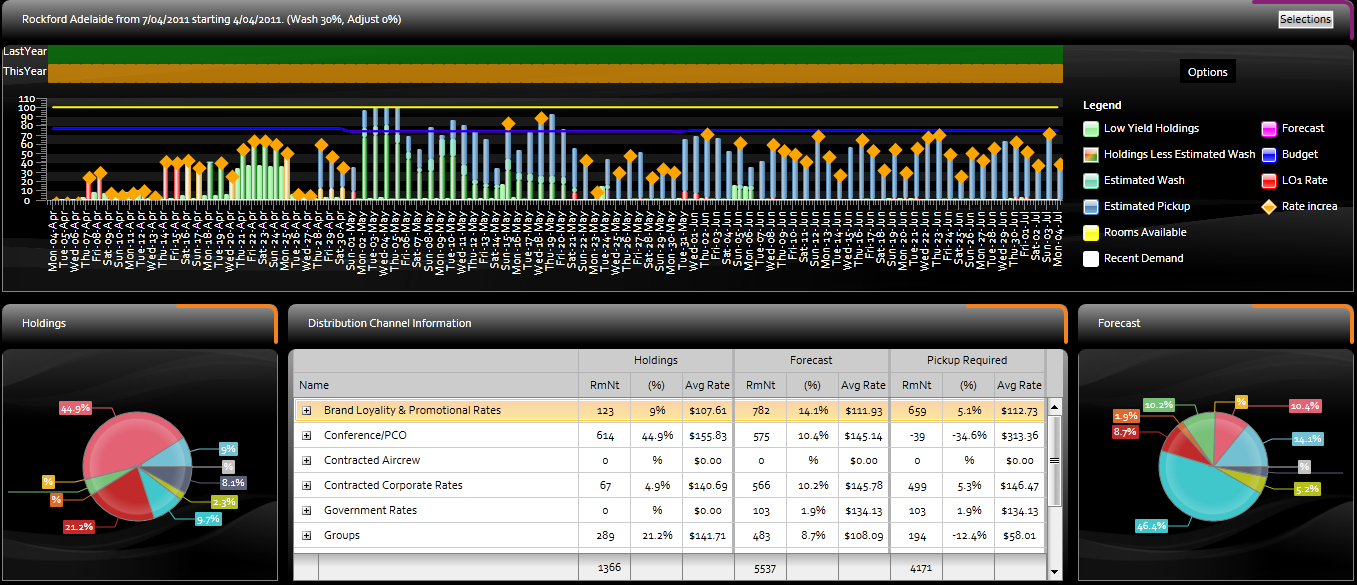 Rockford Adelaide from 7/04/2011 starting 4/04/2011. (Wash 30%, Adjust 0%)
Selections
LastYear
ThisYear
Options
110
100
90
80
70
60
50
40
30
20
10
0
Legend
Low Yield Holdings
Forecast
Holdings Less Estimated Wash
Budget
Estimated Wash
LO1 Rate
Estimated Pickup
Rate increa
Rooms Available
Recent Demand
Mon-04-Apr
Tue-05-Apr
Wed-06-Apr
Thu-07-Apr
Fri-08-Apr
Sat-09-Apr
Sun-10-Apr
Mon-11-Apr
Tue-12-Apr
Wed-13-Apr
Thu-14-Apr
Fri-15-Apr
Sat-16-Apr
Sun-17-Apr
Mon-18-Apr
Tue-19-Apr
Wed-20-Apr
Thu-21-Apr
Fri-22-Apr
Sat-23-Apr
Sun-24-Apr
Mon-25-Apr
Tue-26-Apr
Wed-27-Apr
Thu-28-Apr
Fri-29-Apr
Sat-30-Apr
Sun-01-May
Mon-02-May
Tue-03-May
Wed-04-May
Thu-05-May
Fri-06-May
Sat-07-May
Sun-08-May
Mon-09-May
Tue-10-May
Wed-11-May
Thu-12-May
Fri-13-May
Sat-14-May
Sun-15-May
Mon-16-May
Tue-17-May
Wed-18-May
Thu-19-May
Fri-20-May
Sat-21-May
Sun-22-May
Mon-23-May
Tue-24-May
Wed-25-May
Thu-26-May
Fri-27-May
Sat-28-May
Sun-29-May
Mon-30-May
Tue-31-May
Wed-01-Jun
Thu-02-Jun
Fri-03-Jun
Sat-04-Jun
Sun-05-Jun
Mon-06-Jun
Tue-07-Jun
Wed-08-Jun
Thu-09-Jun
Fri-10-Jun
Sat-11-Jun
Sun-12-Jun
Mon-13-Jun
Tue-14-Jun
Wed-15-Jun
Thu-16-Jun
Fri-17-Jun
Sat-18-Jun
Sun-19-Jun
Mon-20-Jun
Tue-21-Jun
Wed-22-Jun
Thu-23-Jun
Fri-24-Jun
Sat-25-Jun
Sun-26-Jun
Mon-27-Jun
Tue-28-Jun
Wed-29-Jun
Thu-30-Jun
Fri-01-Jul
Sat-02-Jul
Sun-03-Jul
Mon-04-Jul
Holdings
44.9%
9%
%
8.1%
2.3%
9.7%
21.2%
%
%
Distribution Channel Information
Holdings Forecast Pickup Required
Name RmNt (%) Avg Rate RmNt (%) Avg Rate RmNt (%) Avg Rate
Brand Loyality & Promotional Rates 123 9% $107.61 782 14.1% $111.93 659 5.1% $112.73
Conference/PCO 614 44.9% $155.83 575 10.4% $145.14 -39 -34.6% $313.36
Contracted Aircrew 0 % $0.00 0 % $0.00 0 % $0.00
Contracted Corporate Rates 67 4.9% $140.69 566 10.2% $145.78 499 5.3% $146.47
Government Rates 0 % $0.00 103 1.9% $134.13 103 1.9% $134.13
Groups 289 21.2% $141.71 483 8.7% $108.09 194 -12.4% $58.01
1366 5537 4171
Forecast
%
10.4%
14.1%
%
5.2%
46.4%
8.7%
1.9%
10.2%